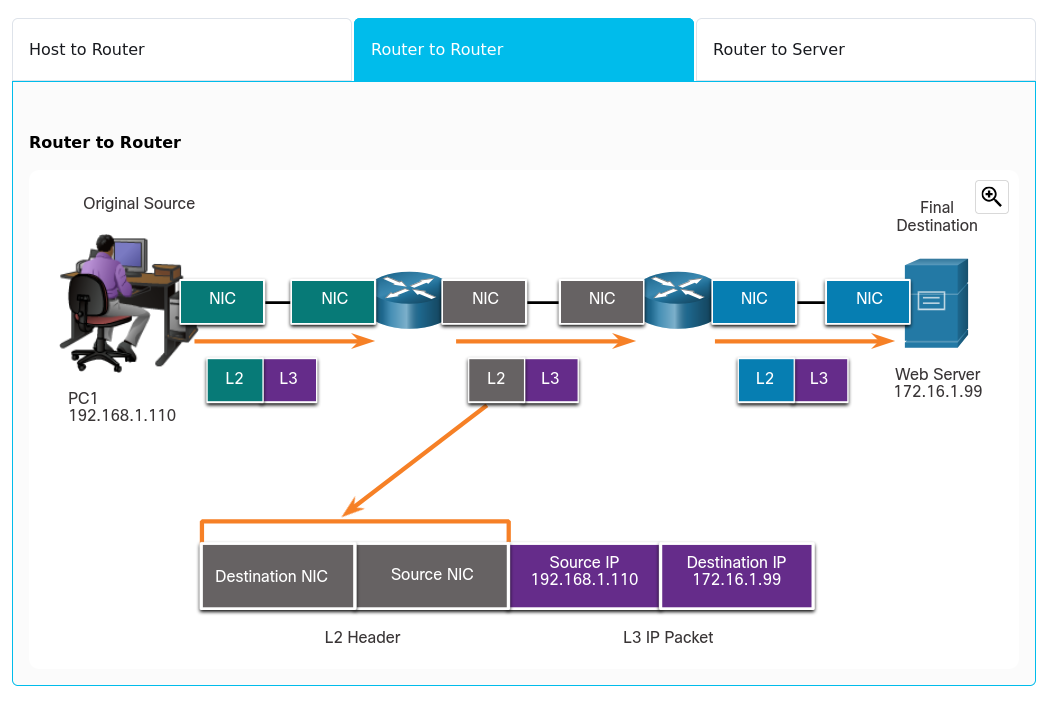 Host to Router
Router to Router
Router to Server
Router to Router
Original Source
Final
Destination
NIC
NIC
NIC
NIC
NIC
NIC
L2
L3
L2
L3
L2
L3
PC1
192.168.1.110
Web Server
172.16.1.99
Destination NIC
Source NIC
Source IP
192.168.1.110
Destination IP
172.16.1.99
L2 Header
L3 IP Packet